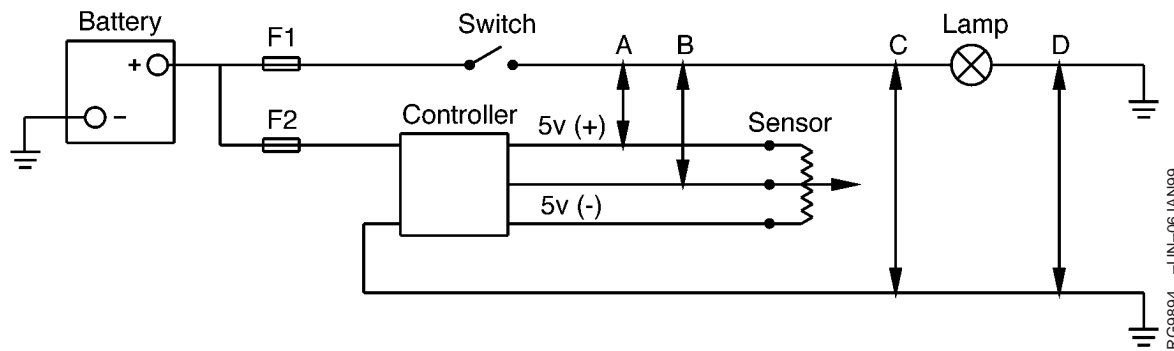 Battery
F1
Switch
A
B
C
Lamp
D
+
-
F2
Controller
5v (+)
Sensor
5v (-)
RG9894 –UN–06JAN99